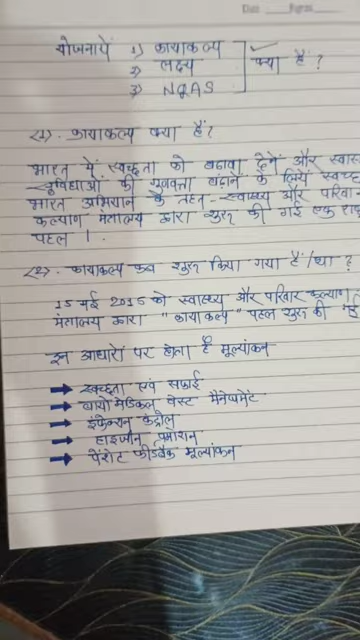 Date Pages
योजनायें 1) कायाकल्प
2) लक्ष्य
3) NQAS
क्या हैं ?
(1). कायाकल्प क्या हैं?
भारत में स्वच्छता को बढावा देने और स्वास
सुविधाओ की गुणवत्ता बढाने के लिये स्वच्छ
भारत अभियान के तहत - स्वास्थ्य और परिवा
कल्याण मंत्रालय द्वारा शुरु की गई एक राष्
पहल ।
(2). कायाकल्प कब शुरु किया गया हैं /था ?
15 मई 2015 को स्वास्थ्य और परिवार कल्याण
मंत्रालय द्वारा "कायाकल्प" पहल शुरु की
इन आधारों पर होता हैं मूल्यांकन
→ स्वच्छता एवं सफाई
→ बायो मेडिकल वेस्ट मैनेजमेंट
→ इंफेक्शन कंट्रोल
→ हाइजीन प्रमोशन
→ पेशेंट फीडबैक मूल्यांकन